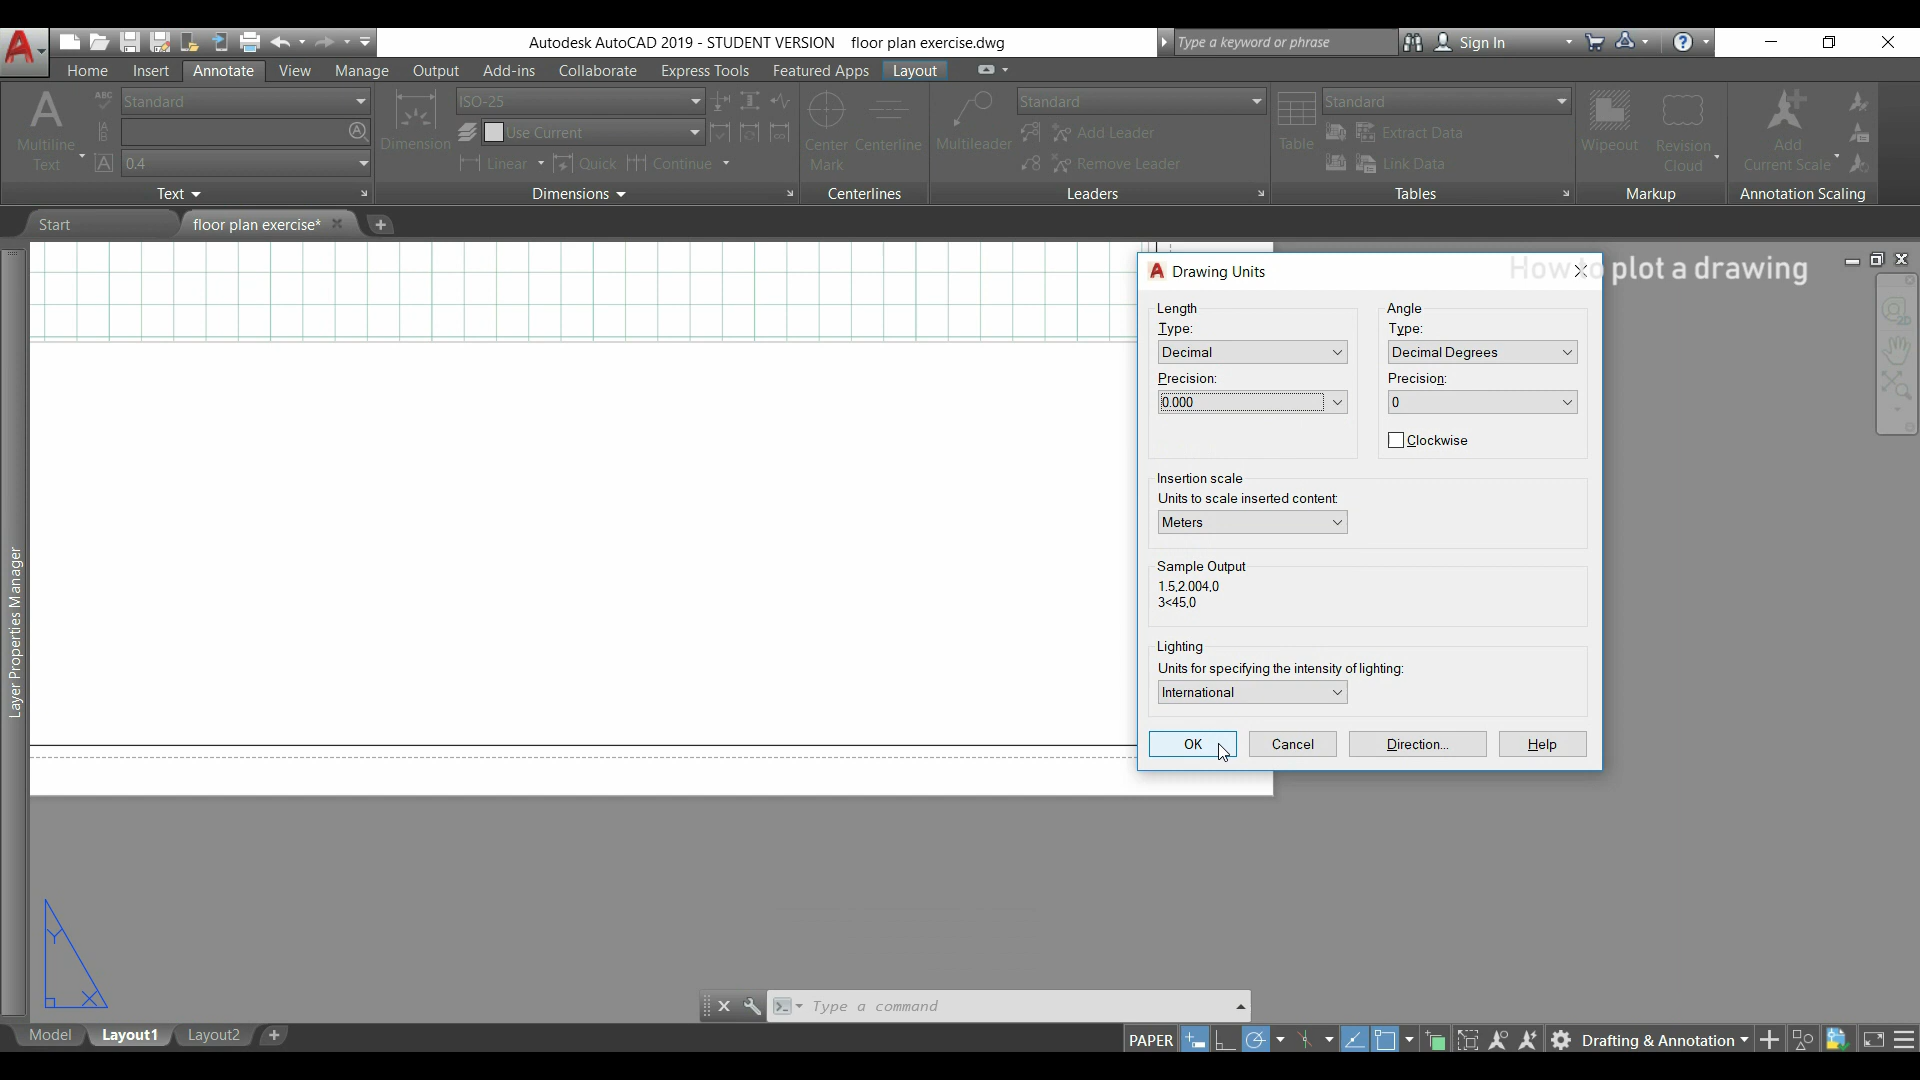 Autodesk AutoCAD 2019 - STUDENT VERSION floor plan exercise.dwg
Type a keyword or phrase
Sign In
Home Insert Annotate View Manage Output Add-ins Collaborate Express Tools Featured Apps Layout
Multiline Text
Standard
0.4
Text
Dimension
ISO-25
Use Current
Linear Quick Continue
Dimensions
Center Mark
Centerline
Centerlines
Multileader
Standard
Add Leader
Remove Leader
Leaders
Table
Standard
Extract Data
Link Data
Tables
Wipeout
Revision Cloud
Markup
Add Current Scale
Annotation Scaling
Start
floor plan exercise*
Layer Properties Manager
How to plot a drawing
Drawing Units
Length
Type:
Decimal
Precision:
0.000
Angle
Type:
Decimal Degrees
Precision:
0
Clockwise
Insertion scale
Units to scale inserted content:
Meters
Sample Output
1.5,2.004,0
3<45,0
Lighting
Units for specifying the intensity of lighting:
International
OK Cancel Direction... Help
Y
X
Type a command
Model Layout1 Layout2
PAPER
Drafting & Annotation